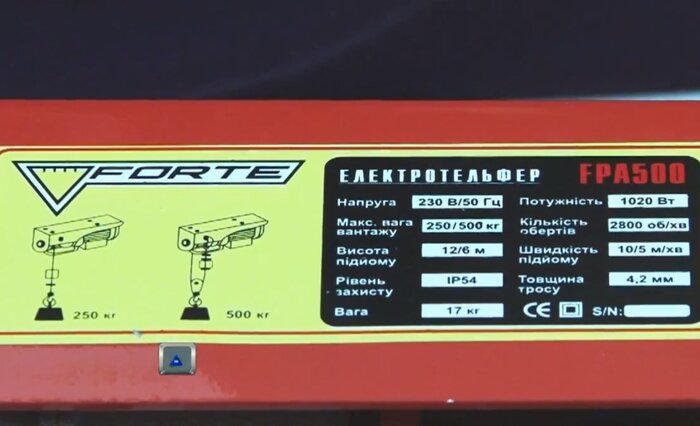 FORTE
250 кг
500 кг
ЕЛЕКТРОТЕЛЬФЕР FPA500
Напруга 230 В/50 Гц
Макс. вага вантажу 250/500 кг
Висота підйому 12/6 м
Рівень захисту IP54
Вага 17 кг
Потужність 1020 Вт
Кількість обертів 2800 об/хв
Швидкість підйому 10/5 м/хв
Товщина тросу 4,2 мм
CE S/N: